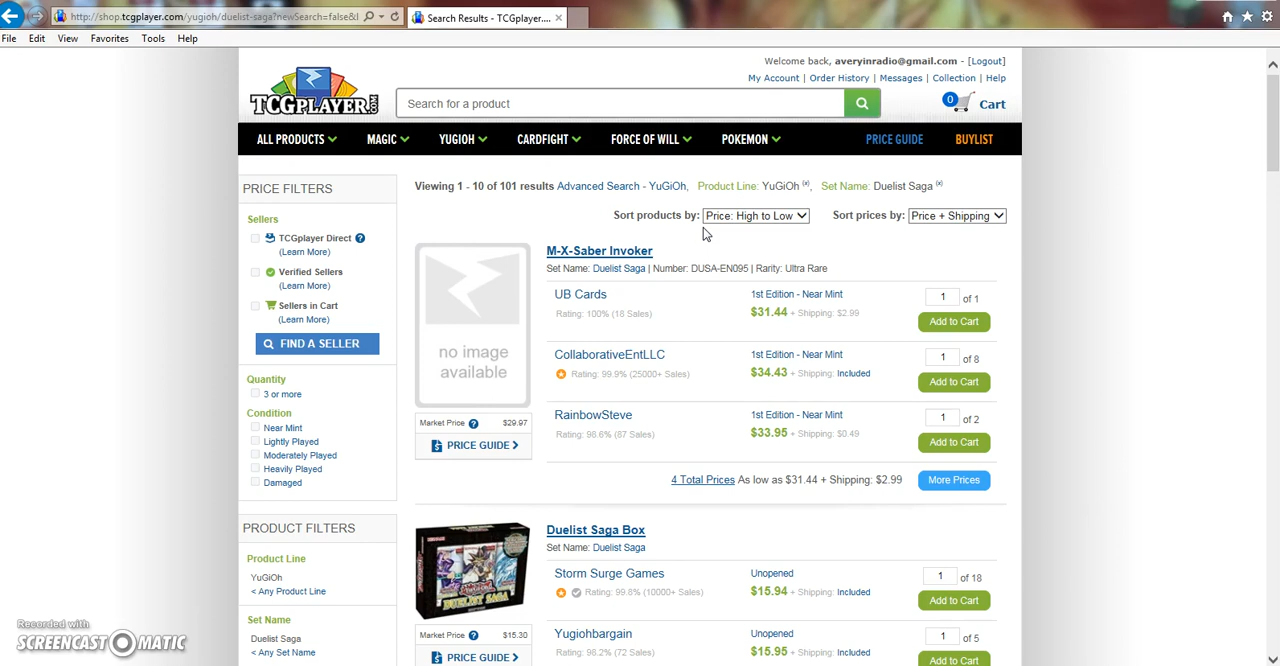 http://shop.tcgplayer.com/yugioh/duelist-saga?newSearch=false&
Search Results - TCGplayer....
File Edit View Favorites Tools Help
Welcome back, averyinradio@gmail.com - [Logout]
My Account | Order History | Messages | Collection | Help
TCGPLAYER.COM
Search for a product
0 Cart
ALL PRODUCTS MAGIC YUGIOH CARDFIGHT FORCE OF WILL POKEMON PRICE GUIDE BUYLIST
PRICE FILTERS
Sellers
TCGplayer Direct ?
(Learn More)
Verified Sellers
(Learn More)
Sellers in Cart
(Learn More)
FIND A SELLER
Quantity
3 or more
Condition
Near Mint
Lightly Played
Moderately Played
Heavily Played
Damaged
PRODUCT FILTERS
Product Line
YuGiOh
< Any Product Line
Set Name
Duelist Saga
< Any Set Name
Viewing 1 - 10 of 101 results Advanced Search - YuGiOh, Product Line: YuGiOh (x), Set Name: Duelist Saga (x)
Sort products by: Price: High to Low Sort prices by: Price + Shipping
no image
available
Market Price ? $29.97
PRICE GUIDE
M-X-Saber Invoker
Set Name: Duelist Saga | Number: DUSA-EN095 | Rarity: Ultra Rare
UB Cards 1st Edition - Near Mint 1 of 1
Rating: 100% (18 Sales) $31.44 + Shipping: $2.99 Add to Cart
CollaborativeEntLLC 1st Edition - Near Mint 1 of 8
Rating: 99.9% (25000+ Sales) $34.43 + Shipping: Included Add to Cart
RainbowSteve 1st Edition - Near Mint 1 of 2
Rating: 98.6% (87 Sales) $33.95 + Shipping: $0.49 Add to Cart
4 Total Prices As low as $31.44 + Shipping: $2.99 More Prices
DUELIST SAGA
Market Price ? $15.30
PRICE GUIDE
Duelist Saga Box
Set Name: Duelist Saga
Storm Surge Games Unopened 1 of 18
Rating: 99.8% (10000+ Sales) $15.94 + Shipping: Included Add to Cart
Yugiohbargain Unopened 1 of 5
Rating: 98.2% (72 Sales) $15.95 + Shipping: Included Add to Cart
Recorded with
SCREENCAST-O-MATIC